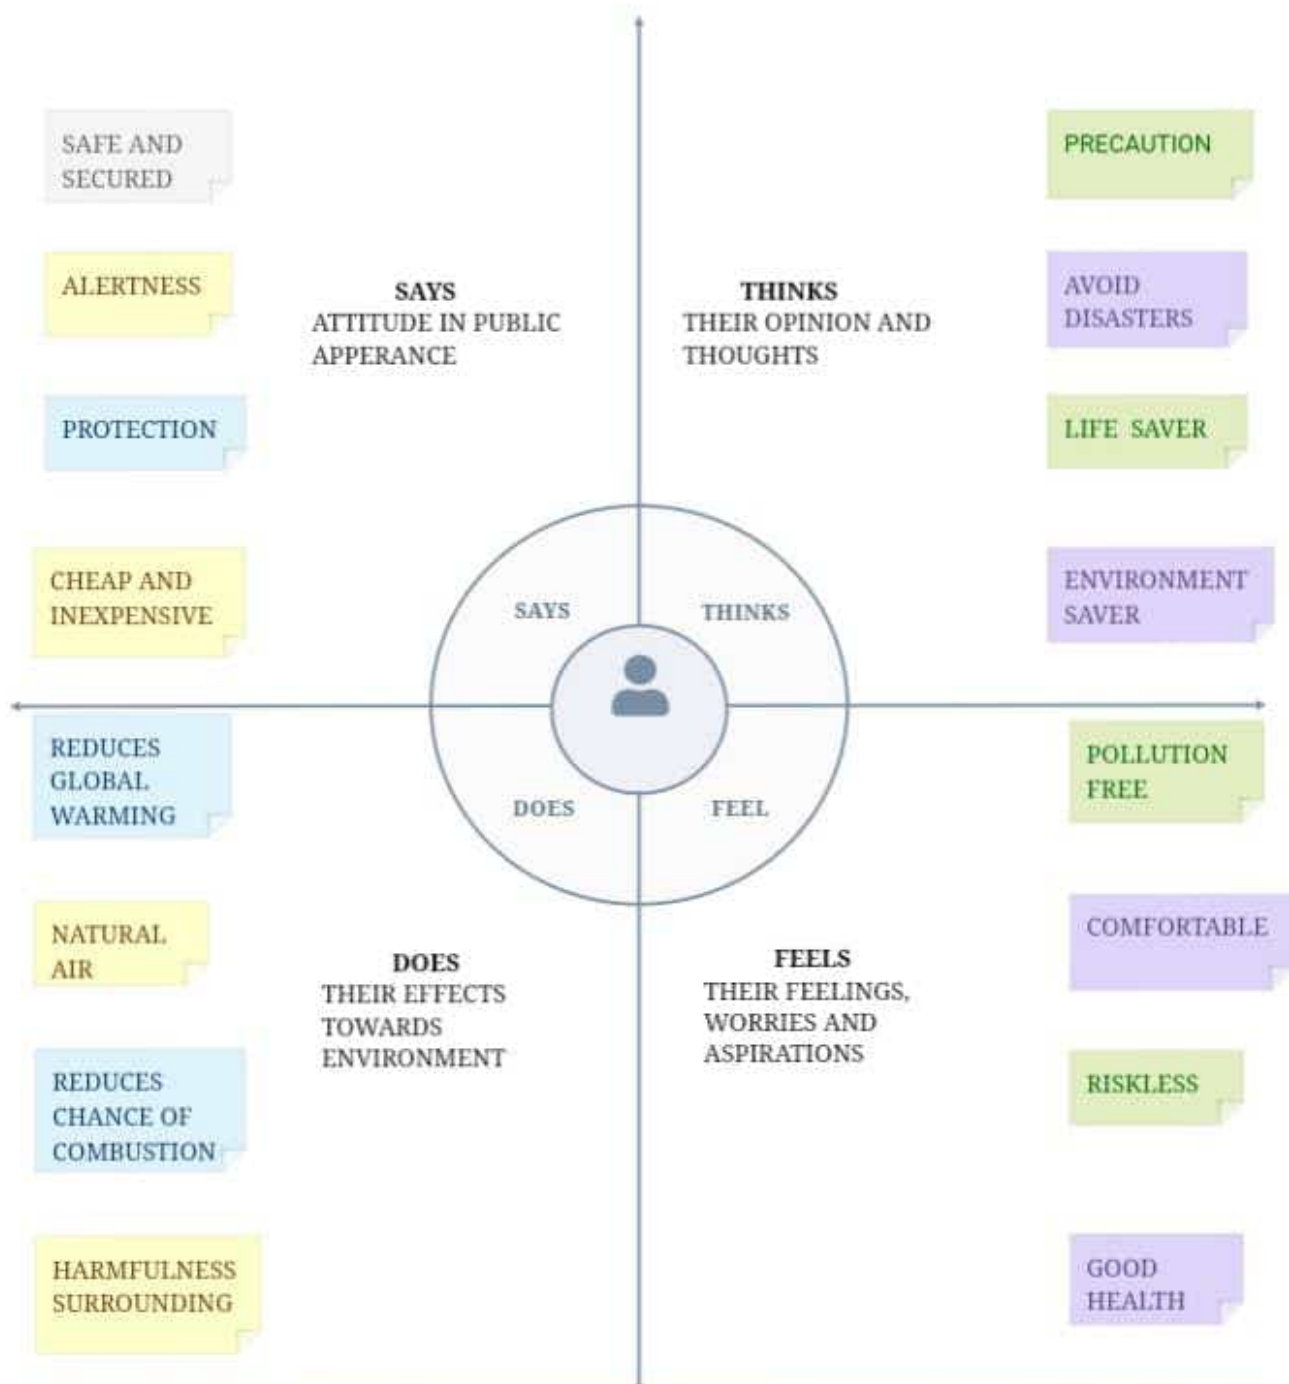 SAFE AND
SECURED
ALERTNESS
PROTECTION
CHEAP AND
INEXPENSIVE
SAYS
ATTITUDE IN PUBLIC
APPERANCE
THINKS
THEIR OPINION AND
THOUGHTS
PRECAUTION
AVOID
DISASTERS
LIFE SAVER
ENVIRONMENT
SAVER
SAYS
THINKS
DOES
FEEL
REDUCES
GLOBAL
WARMING
NATURAL
AIR
REDUCES
CHANCE OF
COMBUSTION
HARMFULNESS
SURROUNDING
DOES
THEIR EFFECTS
TOWARDS
ENVIRONMENT
FEELS
THEIR FEELINGS,
WORRIES AND
ASPIRATIONS
POLLUTION
FREE
COMFORTABLE
RISKLESS
GOOD
HEALTH